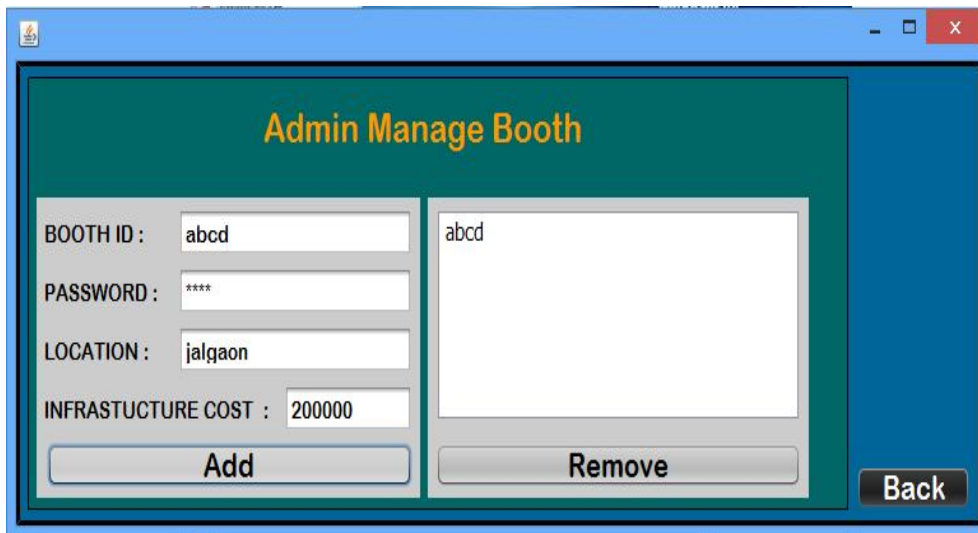 X
Admin Manage Booth
BOOTH ID : abcd
PASSWORD : ****
LOCATION : jalgaon
INFRASTUCTURE COST : 200000
Add
abcd
Remove
Back